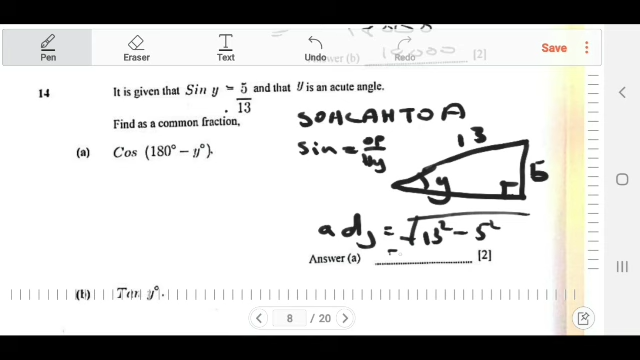 Answer (b) [2]
Pen
Eraser
Text
Undo
Redo
Save
14 It is given that Sin y = 5/13 and that y is an acute angle.
Find as a common fraction,
SOHCAHTOA
(a) Cos (180° – y°).
Sin = op/Hy
13
5
y
adj = √13² – 5²
=
Answer (a) [2]
(b) Tan y°.
8 / 20